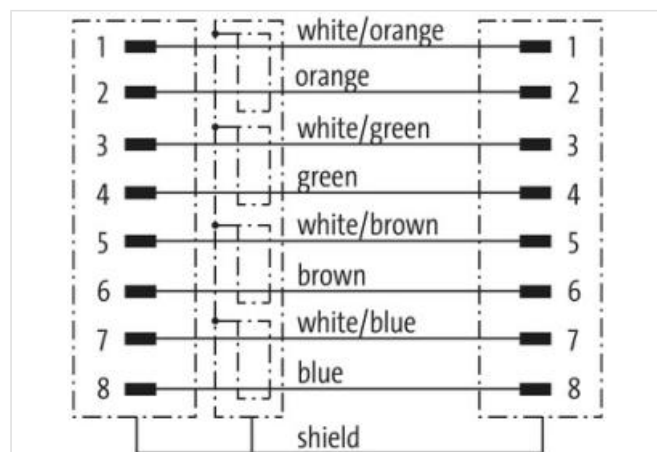 1 white/orange 1
2 orange 2
3 white/green 3
4 green 4
5 white/brown 5
6 brown 6
7 white/blue 7
8 blue 8
shield